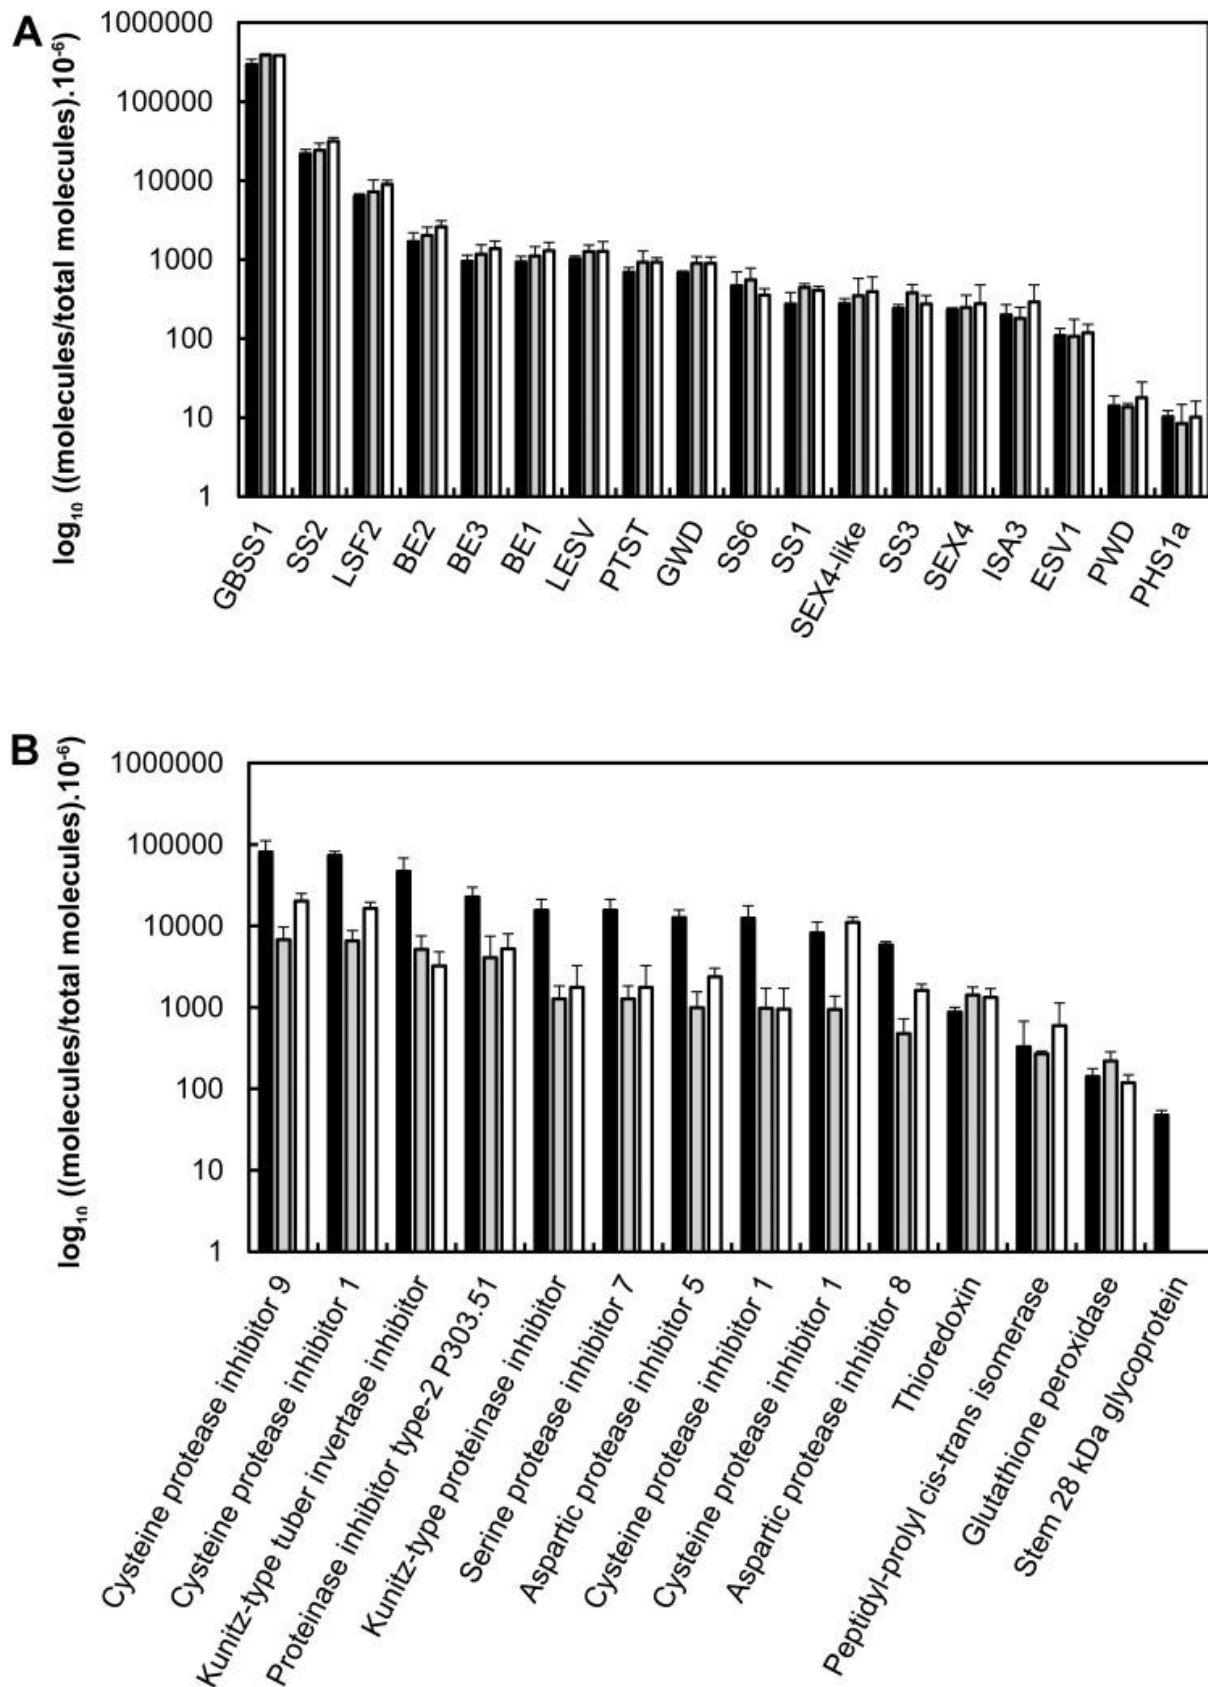 A
log₁₀ ((molecules/total molecules).10⁻⁶)
1000000
100000
10000
1000
100
10
1
GBSS1
SS2
LSF2
BE2
BE3
BE1
LESV
PTST
GWD
SS6
SS1
SEX4-like
SS3
SEX4
ISA3
ESV1
PWD
PHS1a
B
log₁₀ ((molecules/total molecules).10⁻⁶)
1000000
100000
10000
1000
100
10
1
Cysteine protease inhibitor 9
Cysteine protease inhibitor 1
Kunitz-type tuber invertase inhibitor
Proteinase inhibitor type-2 P303.51
Kunitz-type proteinase inhibitor
Serine protease inhibitor 7
Aspartic protease inhibitor 5
Cysteine protease inhibitor 1
Cysteine protease inhibitor 1
Aspartic protease inhibitor 8
Thioredoxin
Peptidyl-prolyl cis-trans isomerase
Glutathione peroxidase
Stem 28 kDa glycoprotein